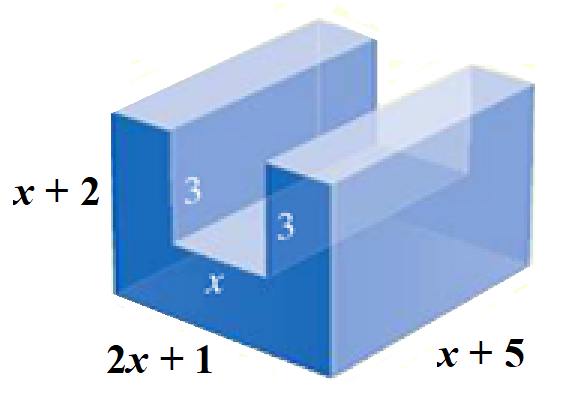 x + 2
3
3
x
2x + 1
x + 5